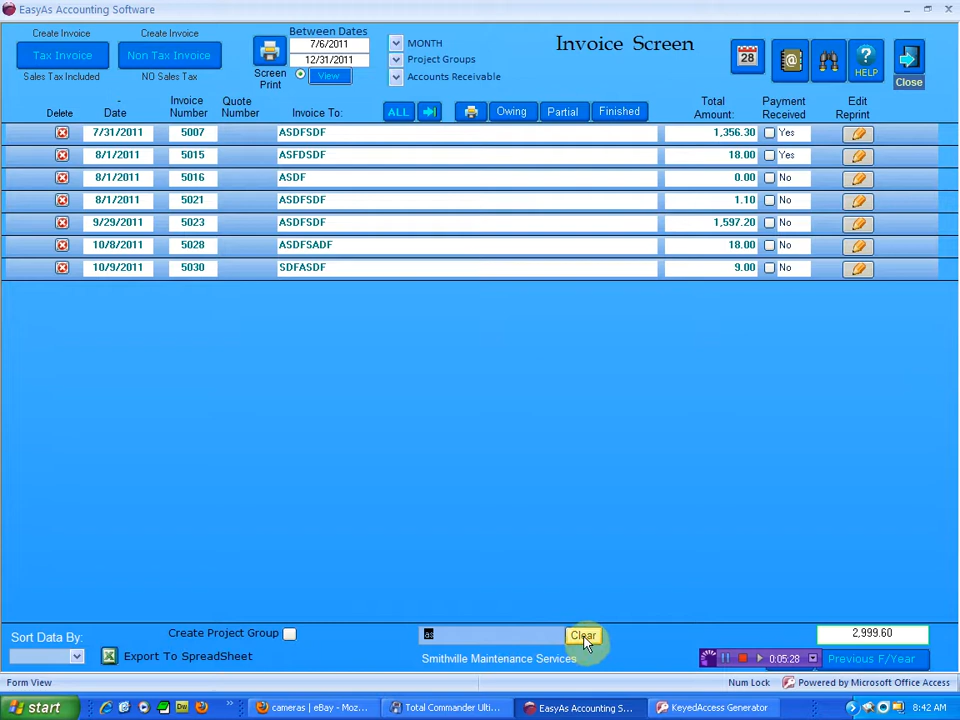 EasyAs Accounting Software
Create Invoice
Tax Invoice
Sales Tax Included
Create Invoice
Non Tax Invoice
NO Sales Tax
Screen Print
Between Dates
7/6/2011
12/31/2011
View
MONTH
Project Groups
Accounts Receivable
Invoice Screen
28
HELP
Close
Delete
- Date
Invoice Number
Quote Number
Invoice To:
ALL
Owing
Partial
Finished
Total Amount:
Payment Received
Edit Reprint
7/31/2011 5007 ASDFSDF 1,356.30 Yes
8/1/2011 5015 ASFDSDF 18.00 Yes
8/1/2011 5016 ASDF 0.00 No
8/1/2011 5021 ASDFSDF 1.10 No
9/29/2011 5023 ASDFSDF 1,597.20 No
10/8/2011 5028 ASDFSADF 18.00 No
10/9/2011 5030 SDFASDF 9.00 No
Sort Data By:
Create Project Group
Export To SpreadSheet
as
Clear
Smithville Maintenance Services
2,999.60
0:05:28
Previous F/Year
Form View
Num Lock
Powered by Microsoft Office Access
start
cameras | eBay - Moz...
Total Commander Ulti...
EasyAs Accounting S...
KeyedAccess Generator
8:42 AM